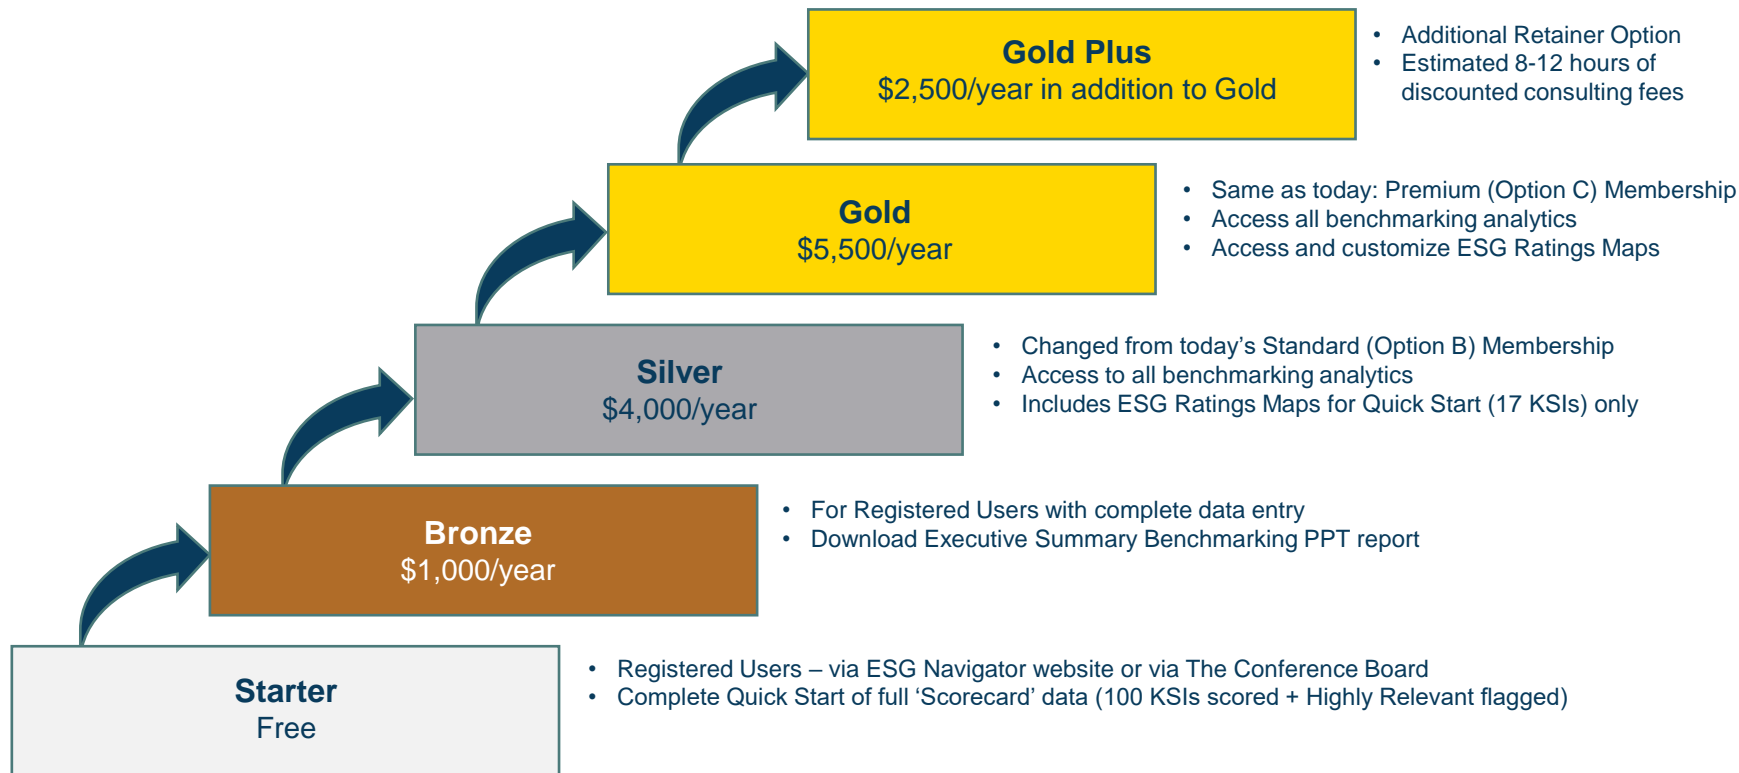 Gold Plus
$2,500/year in addition to Gold
• Additional Retainer Option
• Estimated 8-12 hours of
discounted consulting fees
Gold
$5,500/year
• Same as today: Premium (Option C) Membership
• Access all benchmarking analytics
• Access and customize ESG Ratings Maps
Silver
$4,000/year
• Changed from today’s Standard (Option B) Membership
• Access to all benchmarking analytics
• Includes ESG Ratings Maps for Quick Start (17 KSIs) only
Bronze
$1,000/year
• For Registered Users with complete data entry
• Download Executive Summary Benchmarking PPT report
Starter
Free
• Registered Users – via ESG Navigator website or via The Conference Board
• Complete Quick Start of full ‘Scorecard’ data (100 KSIs scored + Highly Relevant flagged)